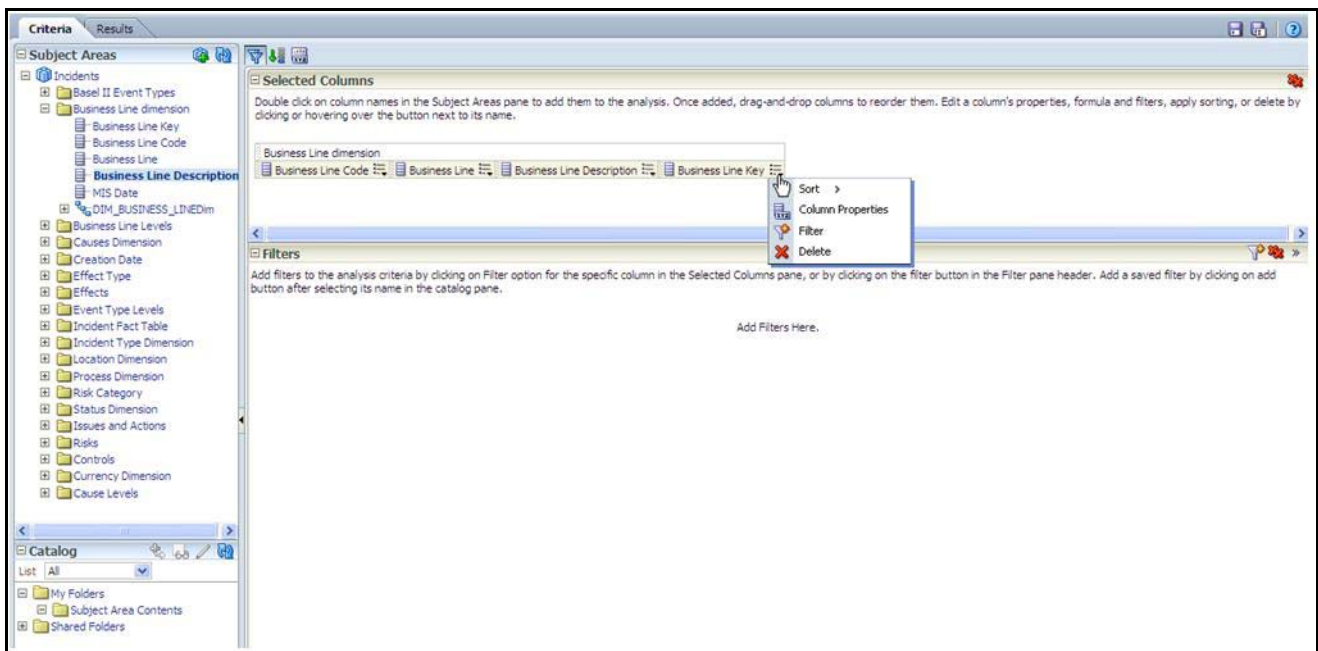 Criteria
Results
Subject Areas
Incidents
Basel II Event Types
Business Line dimension
Business Line Key
Business Line Code
Business Line
Business Line Description
MIS Date
DIM_BUSINESS_LINEDim
Business Line Levels
Causes Dimension
Creation Date
Effect Type
Effects
Event Type Levels
Incident Fact Table
Incident Type Dimension
Location Dimension
Process Dimension
Risk Category
Status Dimension
Issues and Actions
Risks
Controls
Currency Dimension
Cause Levels
Catalog
List All
My Folders
Subject Area Contents
Shared Folders
Selected Columns
Double click on column names in the Subject Areas pane to add them to the analysis. Once added, drag-and-drop columns to reorder them. Edit a column's properties, formula and filters, apply sorting, or delete by
clicking or hovering over the button next to its name.
Business Line dimension
Business Line Code Business Line Business Line Description Business Line Key
Sort >
Column Properties
Filter
Delete
Filters
Add filters to the analysis criteria by clicking on Filter option for the specific column in the Selected Columns pane, or by clicking on the filter button in the Filter pane header. Add a saved filter by clicking on add
button after selecting its name in the catalog pane.
Add Filters Here.